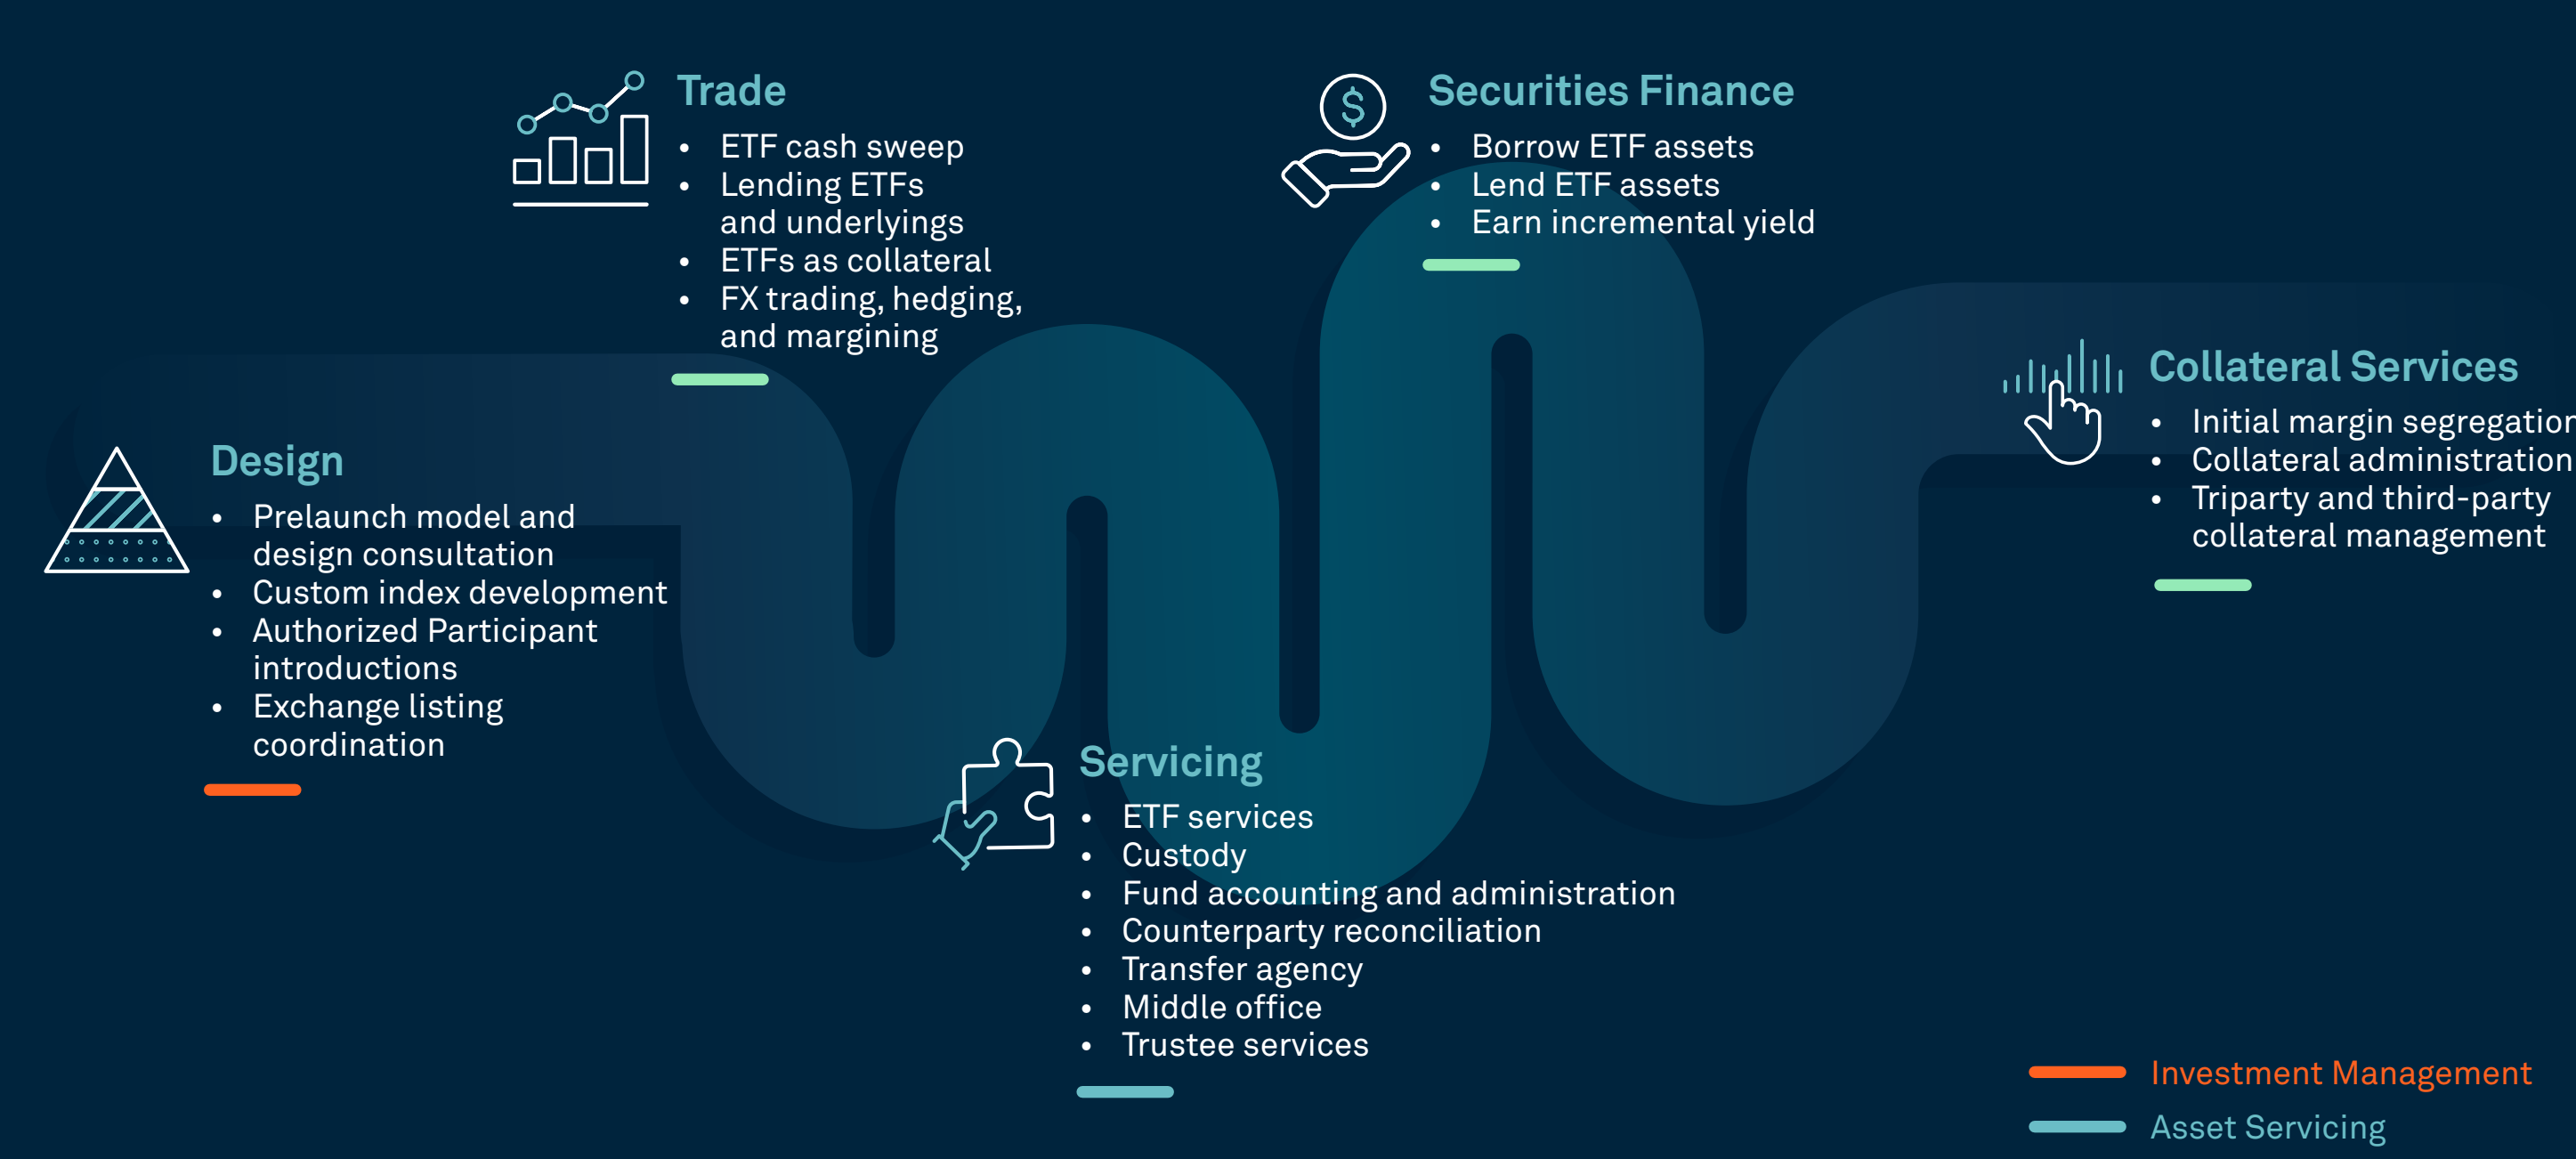 Trade
• ETF cash sweep
• Lending ETFs
and underlyings
• ETFs as collateral
• FX trading, hedging,
and margining
Securities Finance
• Borrow ETF assets
• Lend ETF assets
• Earn incremental yield
Collateral Services
• Initial margin segregation
• Collateral administration
• Triparty and third-party
collateral management
Design
• Prelaunch model and
design consultation
• Custom index development
• Authorized Participant
introductions
• Exchange listing
coordination
Servicing
• ETF services
• Custody
• Fund accounting and administration
• Counterparty reconciliation
• Transfer agency
• Middle office
• Trustee services
Investment Management
Asset Servicing